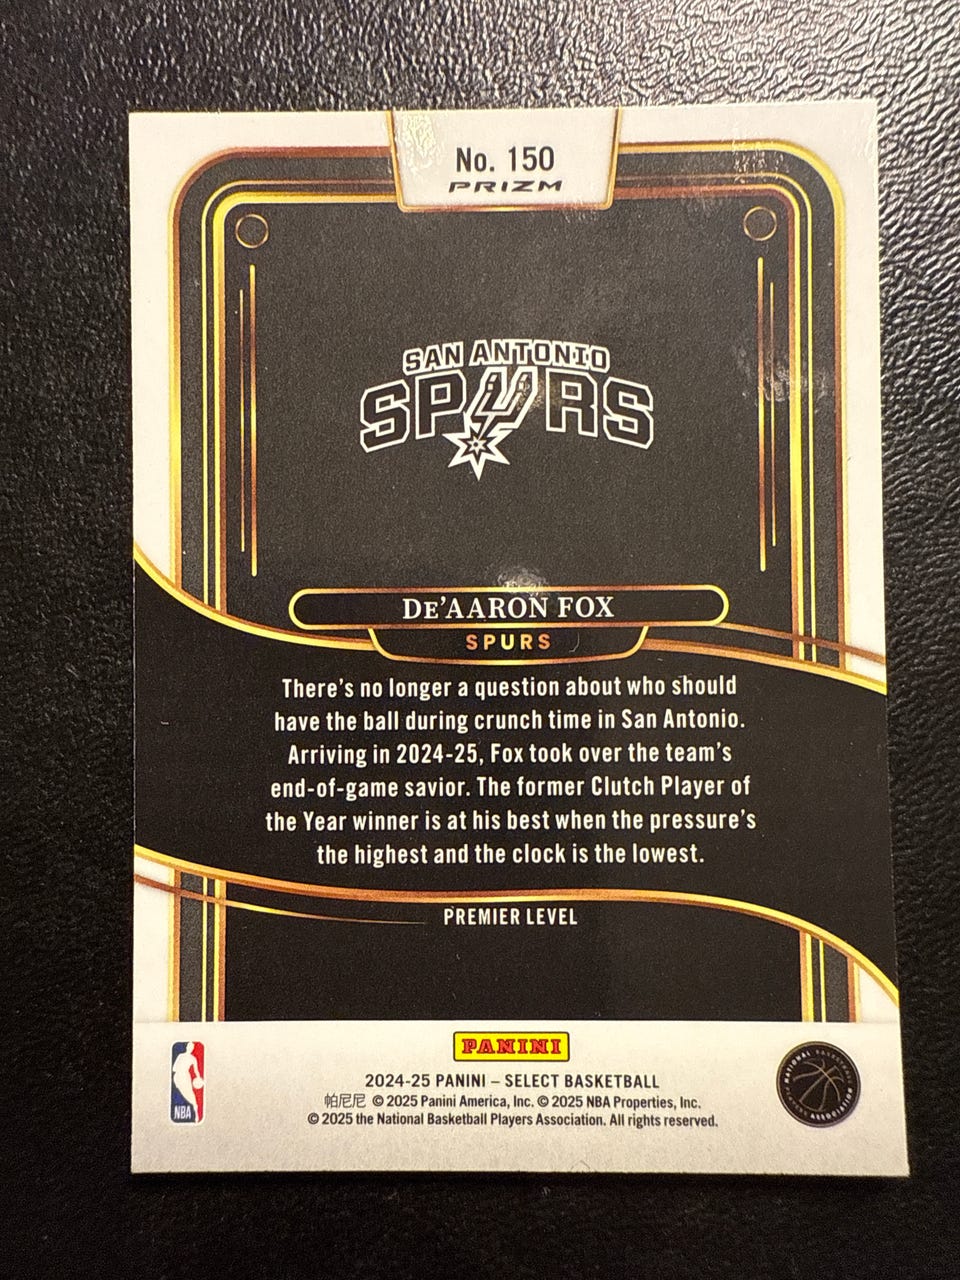 No. 150
PRIZM
SAN ANTONIO
SPURS
DE'AARON FOX
SPURS
There's no longer a question about who should
have the ball during crunch time in San Antonio.
Arriving in 2024-25, Fox took over the team's
end-of-game savior. The former Clutch Player of
the Year winner is at his best when the pressure's
the highest and the clock is the lowest.
PREMIER LEVEL
PANINI
NBA
2024-25 PANINI – SELECT BASKETBALL
帕尼尼 © 2025 Panini America, Inc. © 2025 NBA Properties, Inc.
© 2025 the National Basketball Players Association. All rights reserved.
NATIONAL BASKETBALL
PLAYERS ASSOCIATION